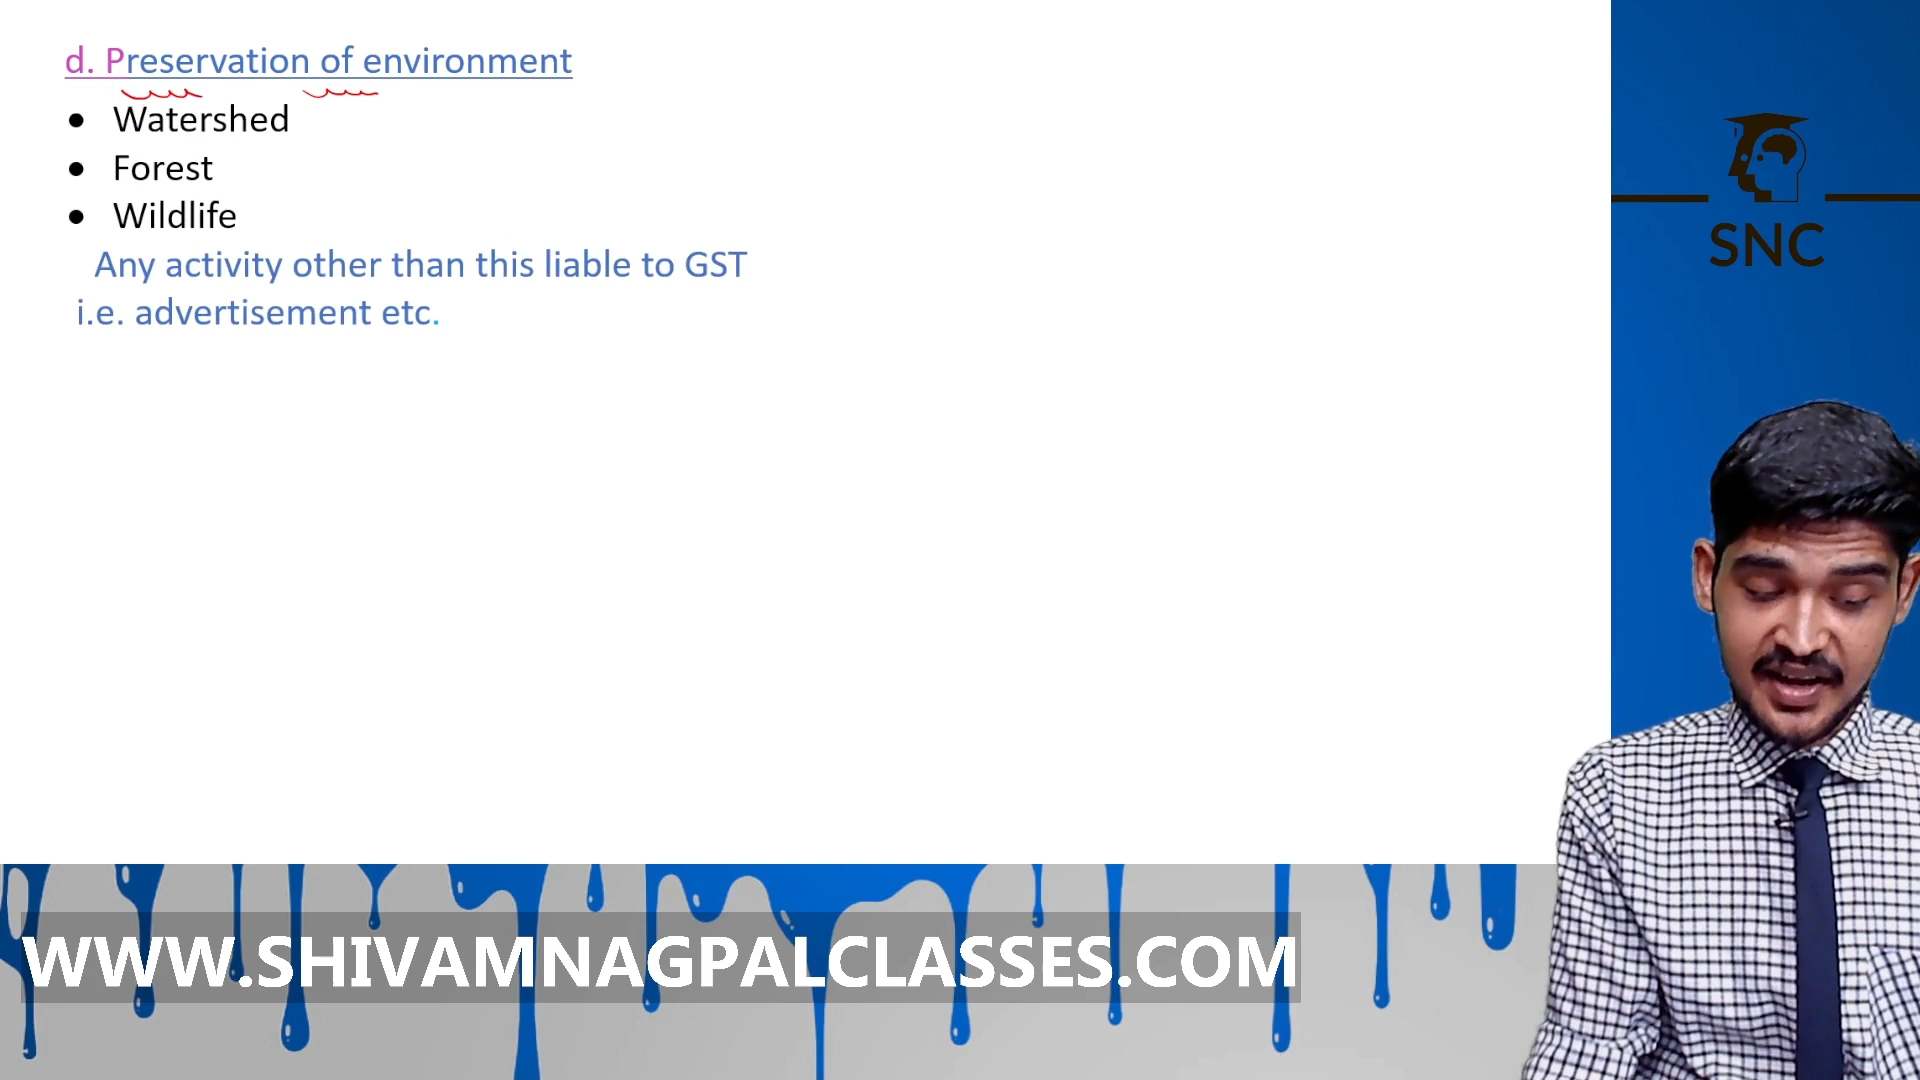 d. Preservation of environment
• Watershed
• Forest
• Wildlife
Any activity other than this liable to GST
i.e. advertisement etc.
SNC
WWW.SHIVAMNAGPALCLASSES.COM